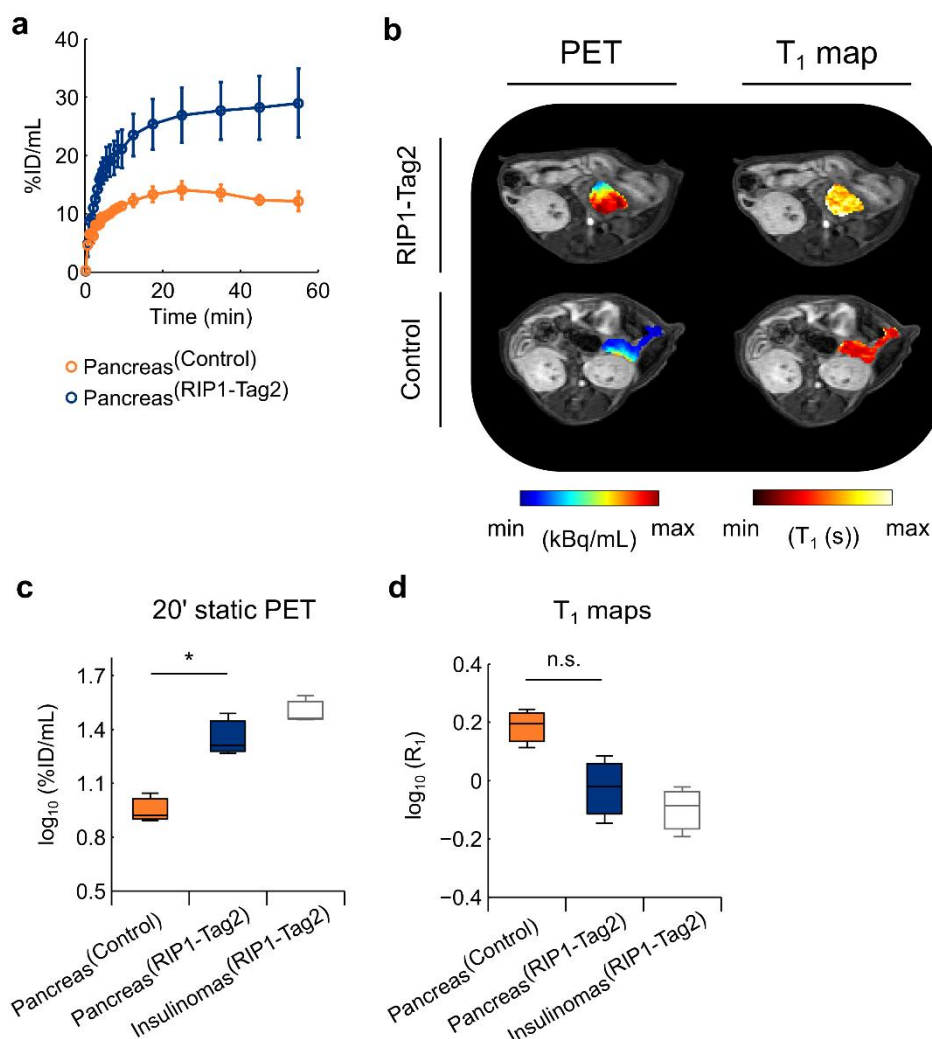 a
40
30
20
10
0
%ID/mL
0
20
40
60
Time (min)
Pancreas(Control)
Pancreas(RIP1-Tag2)
b
PET
T1 map
RIP1-Tag2
Control
min
max
(kBq/mL)
min
max
(T1 (s))
c
20' static PET
*
1.7
1.4
1.1
0.9
0.5
log10 (%ID/mL)
Pancreas(Control)
Pancreas(RIP1-Tag2)
Insulinomas(RIP1-Tag2)
d
T1 maps
n.s.
0.4
0.2
0
−0.2
−0.4
log10 (R1)
Pancreas(Control)
Pancreas(RIP1-Tag2)
Insulinomas(RIP1-Tag2)